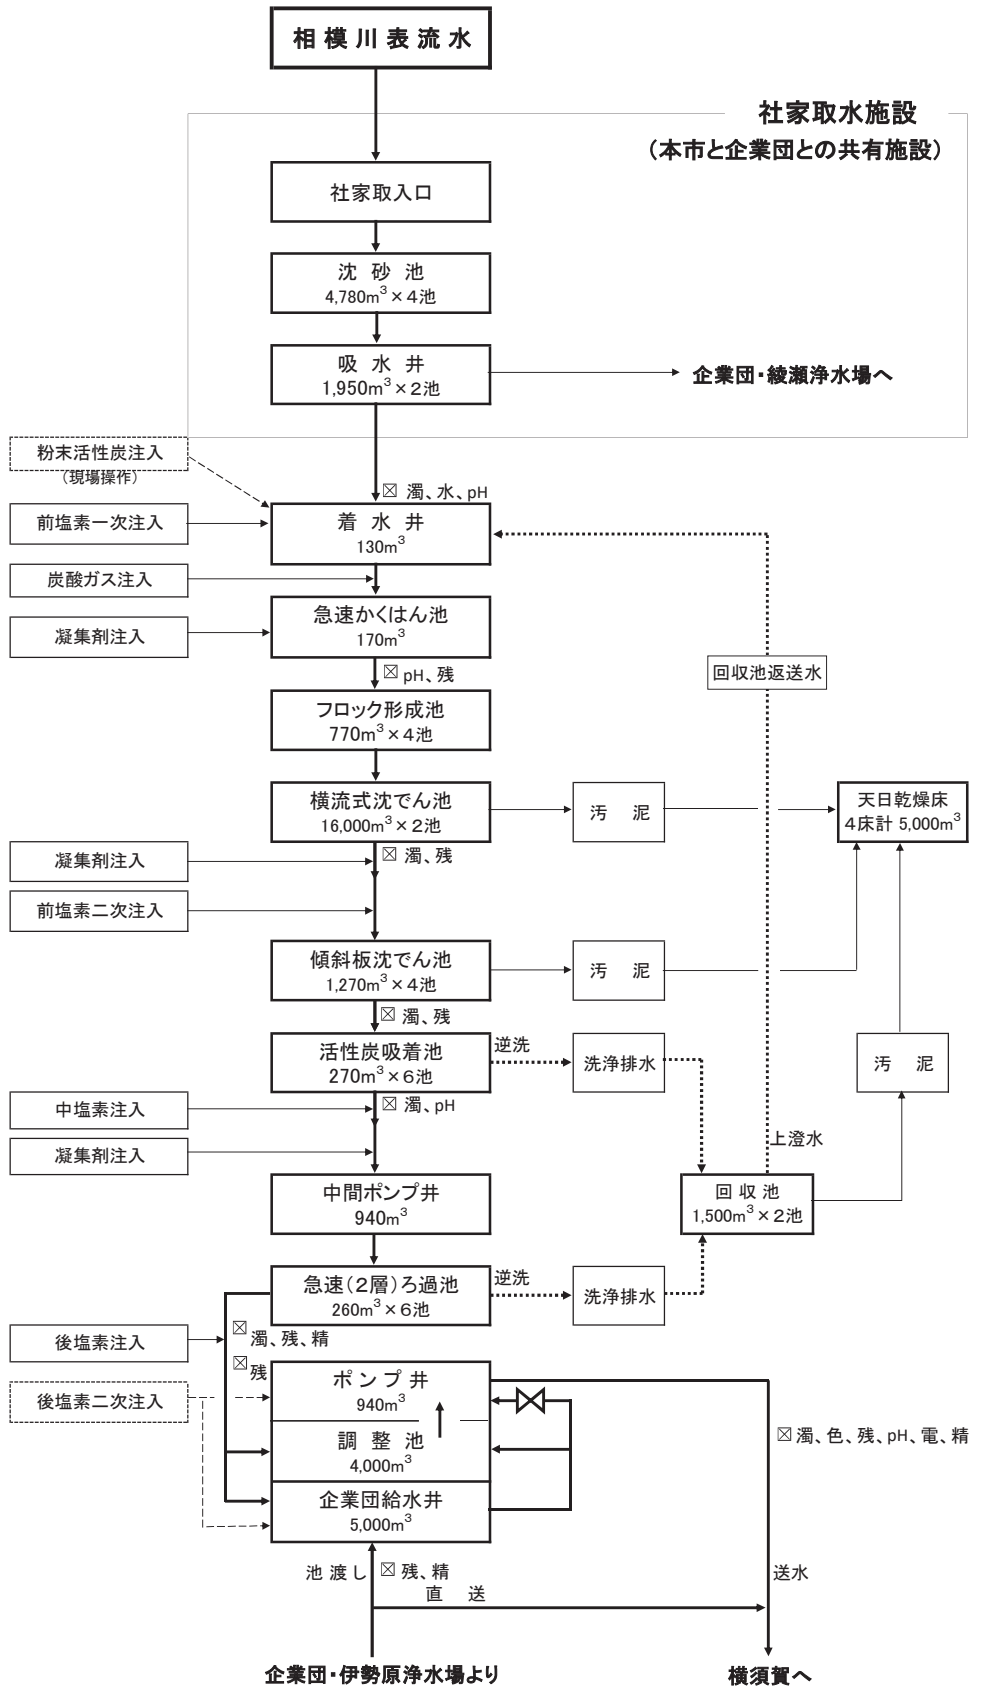 相模川表流水
社家取水施設
（本市と企業団との共有施設）
社家取入口
沈砂池
4,780m³×４池
吸水井
1,950m³×２池
企業団・綾瀬浄水場へ
粉末活性炭注入
（現場操作）
濁、水、pH
前塩素一次注入
着水井
130m³
炭酸ガス注入
急速かくはん池
170m³
凝集剤注入
pH、残
回収池返送水
フロック形成池
770m³×４池
横流式沈でん池
16,000m³×２池
汚泥
天日乾燥床
４床計 5,000m³
濁、残
凝集剤注入
前塩素二次注入
傾斜板沈でん池
1,270m³×４池
汚泥
濁、残
活性炭吸着池
270m³×６池
逆洗
洗浄排水
汚泥
中塩素注入
濁、pH
上澄水
凝集剤注入
中間ポンプ井
940m³
回収池
1,500m³×２池
急速（２層）ろ過池
260m³×６池
逆洗
洗浄排水
後塩素注入
濁、残、精
残
後塩素二次注入
ポンプ井
940m³
調整池
4,000m³
濁、色、残、pH、電、精
企業団給水井
5,000m³
池渡し
残、精
直送
送水
企業団・伊勢原浄水場より
横須賀へ